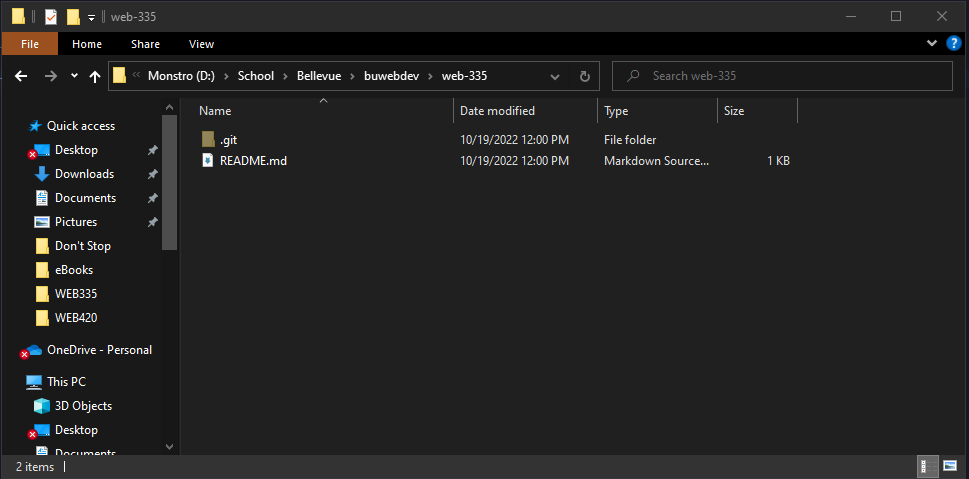 web-335
File Home Share View
Monstro (D:) School Bellevue buwebdev web-335 Search web-335
Name Date modified Type Size
.git 10/19/2022 12:00 PM File folder
README.md 10/19/2022 12:00 PM Markdown Source... 1 KB
Quick access
Desktop
Downloads
Documents
Pictures
Don't Stop
eBooks
WEB335
WEB420
OneDrive - Personal
This PC
3D Objects
Desktop
Documents
2 items